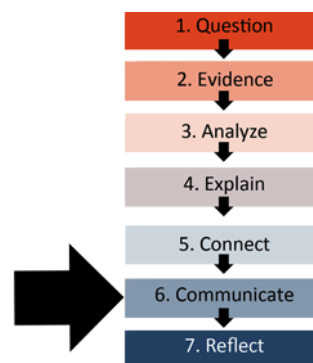 1. Question
2. Evidence
3. Analyze
4. Explain
5. Connect
6. Communicate
7. Reflect